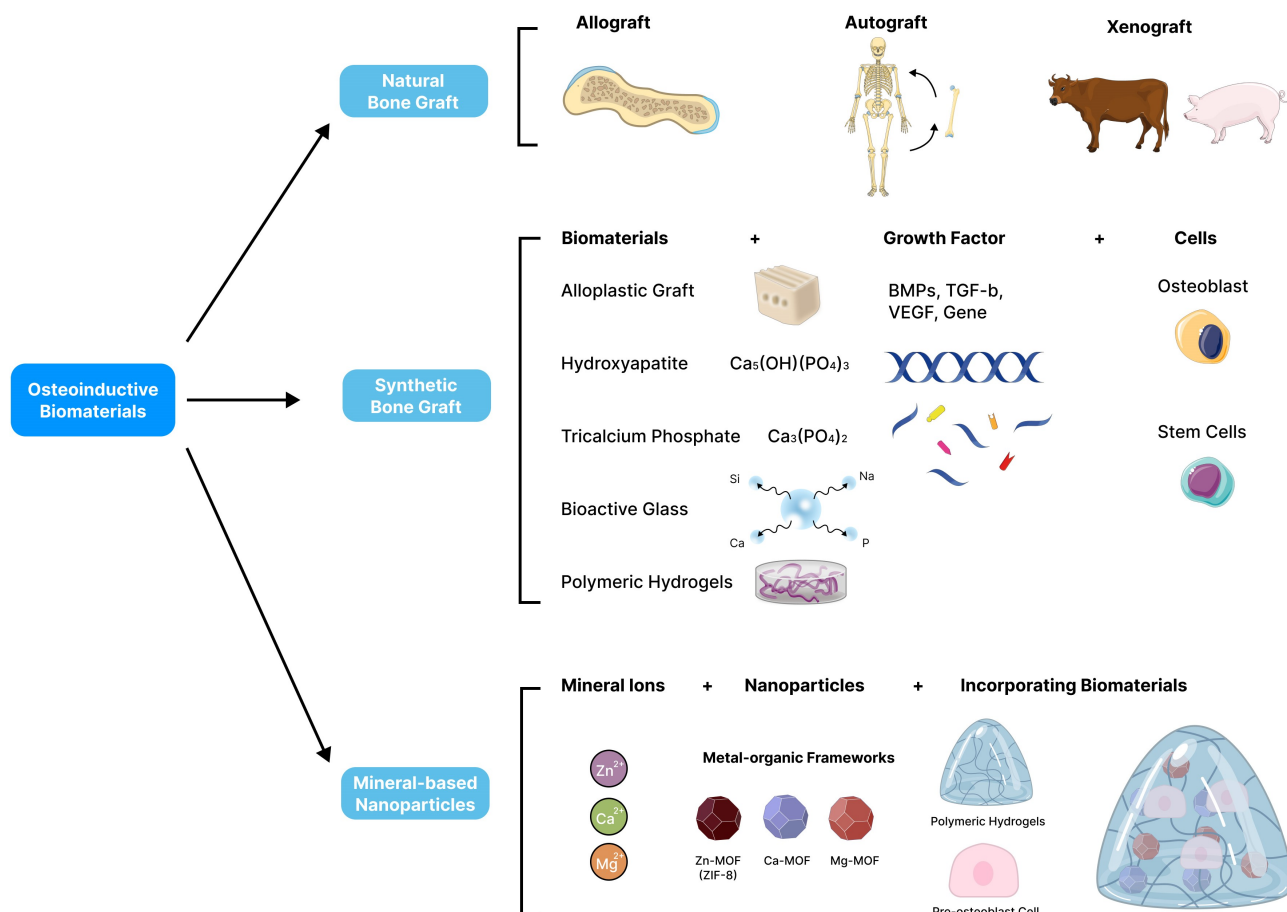 Allograft
Autograft
Xenograft
Natural
Bone Graft
Biomaterials + Growth Factor + Cells
Alloplastic Graft
BMPs, TGF-b,
VEGF, Gene
Osteoblast
Hydroxyapatite Ca₅(OH)(PO₄)₃
Osteoinductive
Biomaterials
Synthetic
Bone Graft
Tricalcium Phosphate Ca₃(PO₄)₂
Stem Cells
Si
Na
Bioactive Glass
Ca
P
Polymeric Hydrogels
Mineral Ions + Nanoparticles + Incorporating Biomaterials
Mineral-based
Nanoparticles
Zn²⁺
Ca²⁺
Mg²⁺
Metal-organic Frameworks
Zn-MOF
(ZIF-8)
Ca-MOF
Mg-MOF
Polymeric Hydrogels
Pre-osteoblast Cell